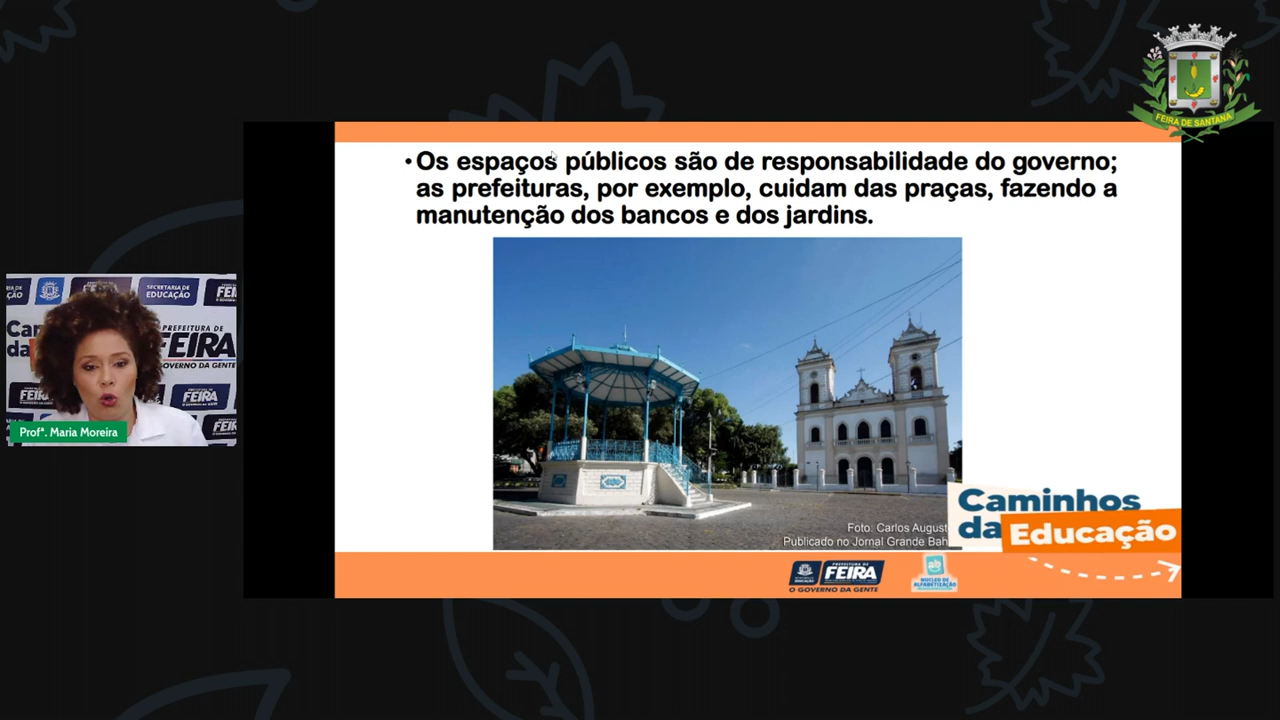 FEIRA DE SANTANA
• Os espaços públicos são de responsabilidade do governo;
as prefeituras, por exemplo, cuidam das praças, fazendo a
manutenção dos bancos e dos jardins.
SECRETARIA DE
EDUCAÇÃO
PREFEITURA DE
FEIRA
GOVERNO DA GENTE
FEIRA
Profª. Maria Moreira
Foto: Carlos August
Publicado no Jornal Grande Bah
Caminhos
da Educação
PREFEITURA DE
FEIRA
O GOVERNO DA GENTE
NÚCLEO DE
ALFABETIZAÇÃO